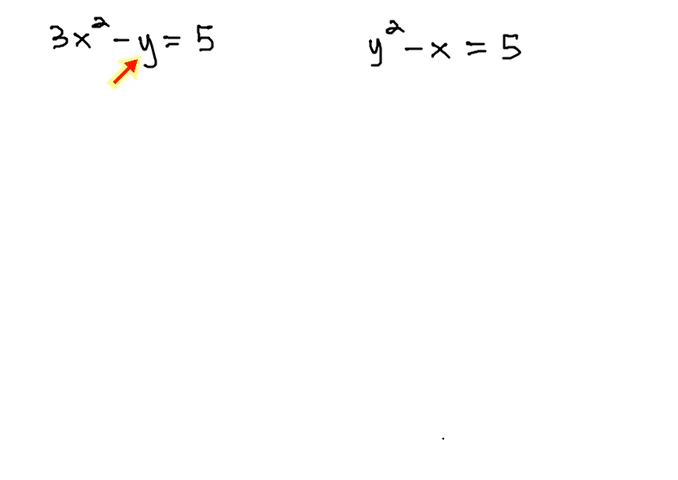 3x² - y = 5
y² - x = 5